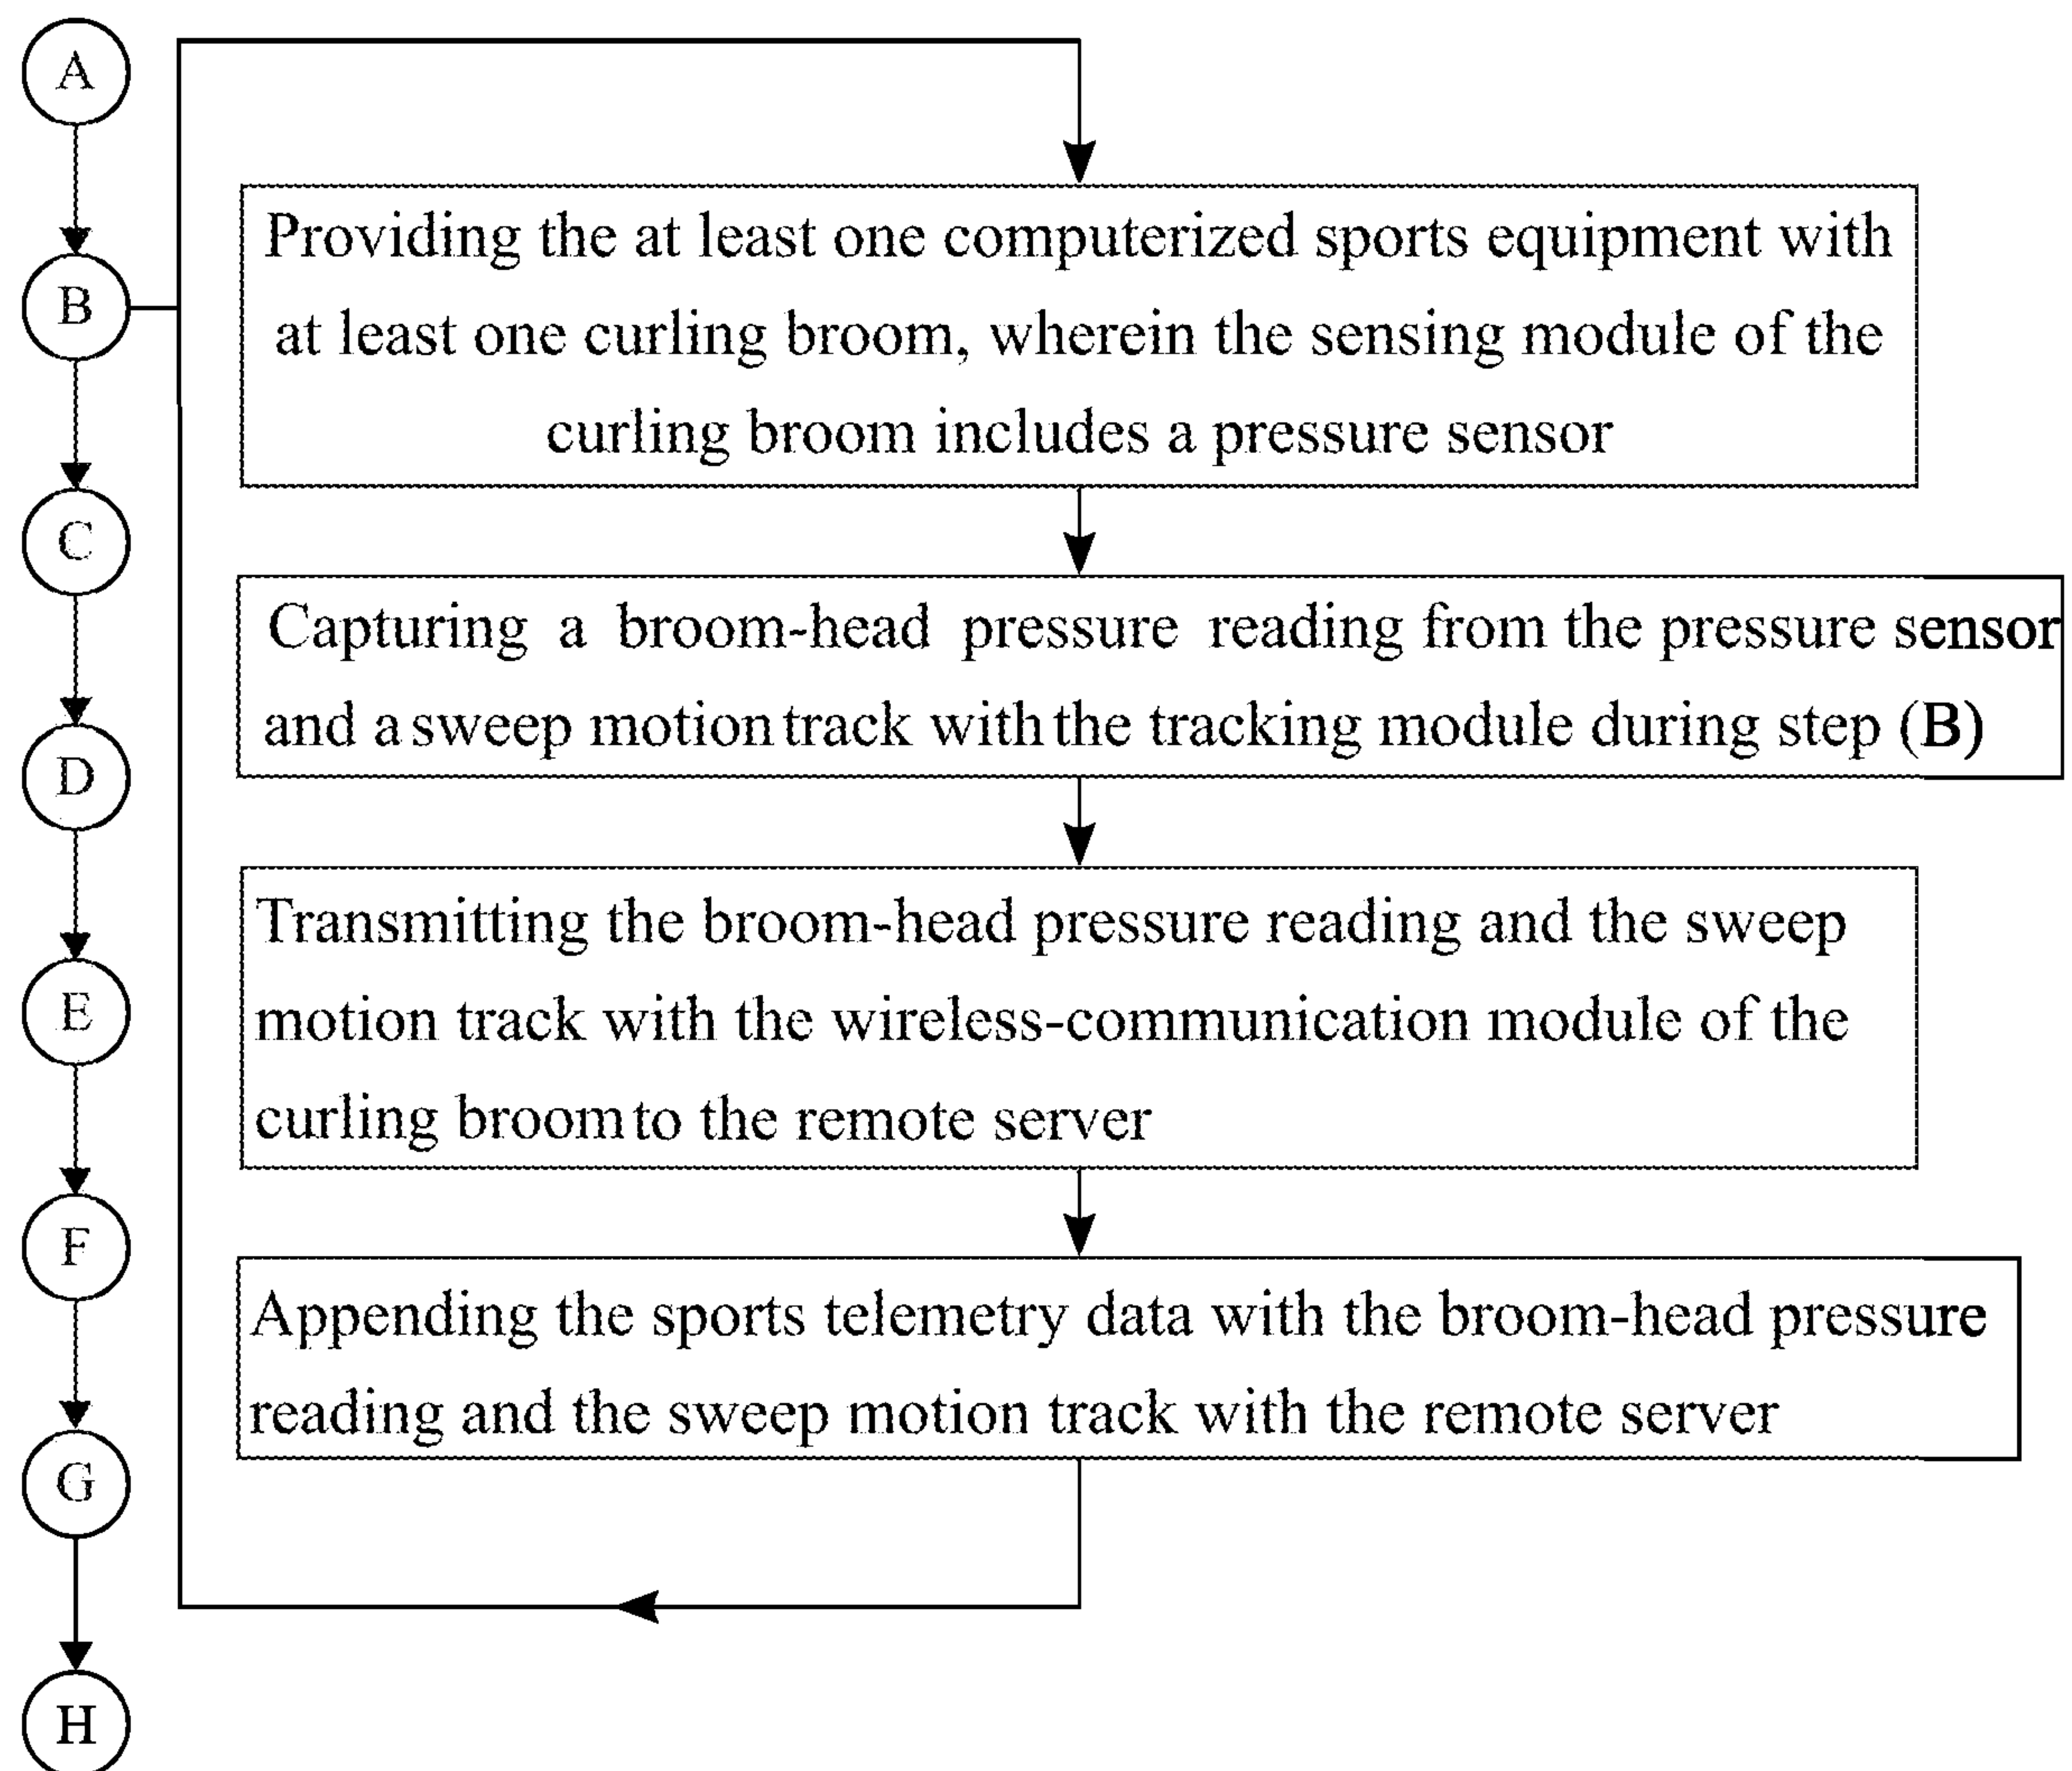 A
B
C
D
E
F
G
H
Providing the at least one computerized sports equipment with
at least one curling broom, wherein the sensing module of the
curling broom includes a pressure sensor
Capturing a broom-head pressure reading from the pressure sensor
and a sweep motion track with the tracking module during step (B)
Transmitting the broom-head pressure reading and the sweep
motion track with the wireless-communication module of the
curling broom to the remote server
Appending the sports telemetry data with the broom-head pressure
reading and the sweep motion track with the remote server